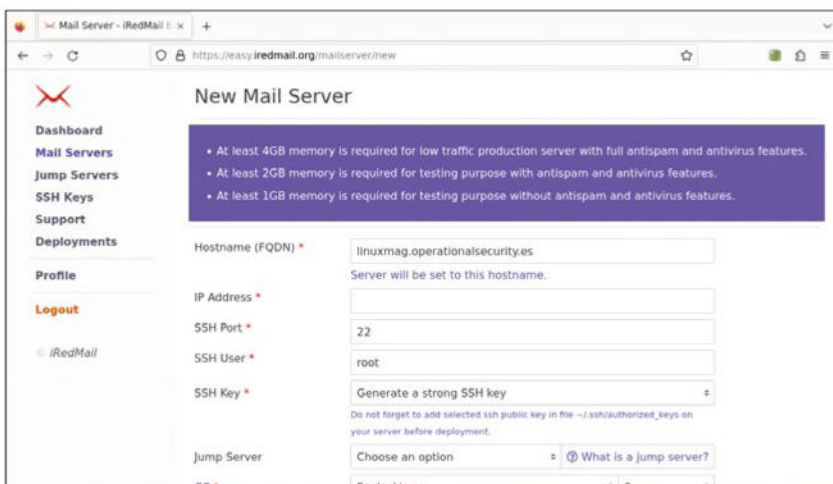 Mail Server - iRedMail E
https://easy.iredmail.org/mailserver/new
Dashboard
Mail Servers
Jump Servers
SSH Keys
Support
Deployments
Profile
Logout
© iRedMail
New Mail Server
• At least 4GB memory is required for low traffic production server with full antispam and antivirus features.
• At least 2GB memory is required for testing purpose with antispam and antivirus features.
• At least 1GB memory is required for testing purpose without antispam and antivirus features.
Hostname (FQDN) *
linuxmag.operationalsecurity.es
Server will be set to this hostname.
IP Address *
SSH Port *
22
SSH User *
root
SSH Key *
Generate a strong SSH key
Do not forget to add selected ssh public key in file ~/.ssh/authorized_keys on
your server before deployment.
Jump Server
Choose an option
What is a jump server?